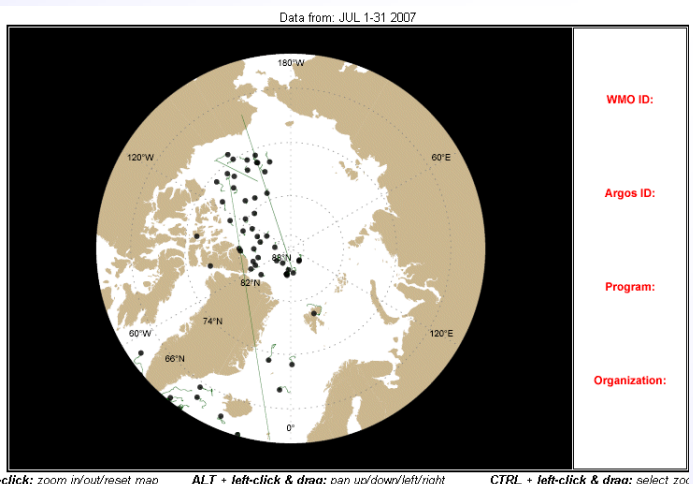 Data from: JUL 1-31 2007
180°W
WMO ID:
120°W
60°E
Argos ID:
88°N
82°N
Program:
74°N
60°W
120°E
66°N
Organization:
0°
-click: zoom in/out/reset map ALT + left-click & drag: pan up/down/left/right CTRL + left-click & drag: select zoo